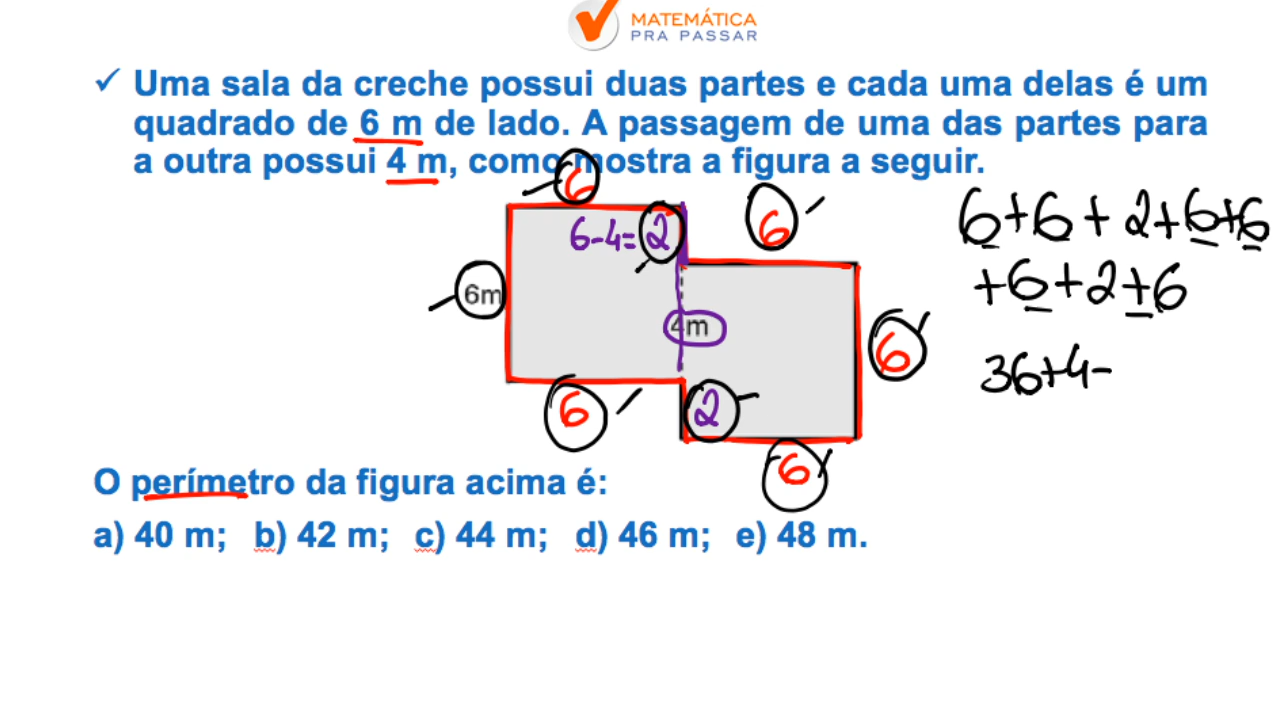 MATEMÁTICA
PRA PASSAR
✓ Uma sala da creche possui duas partes e cada uma delas é um
quadrado de 6 m de lado. A passagem de uma das partes para
a outra possui 4 m, como mostra a figura a seguir.
6
6
6-4=2
6+6+2+6+6
6m
+6+2+6
4m
6
36+4-
6
2
6
O perímetro da figura acima é:
a) 40 m; b) 42 m; c) 44 m; d) 46 m; e) 48 m.